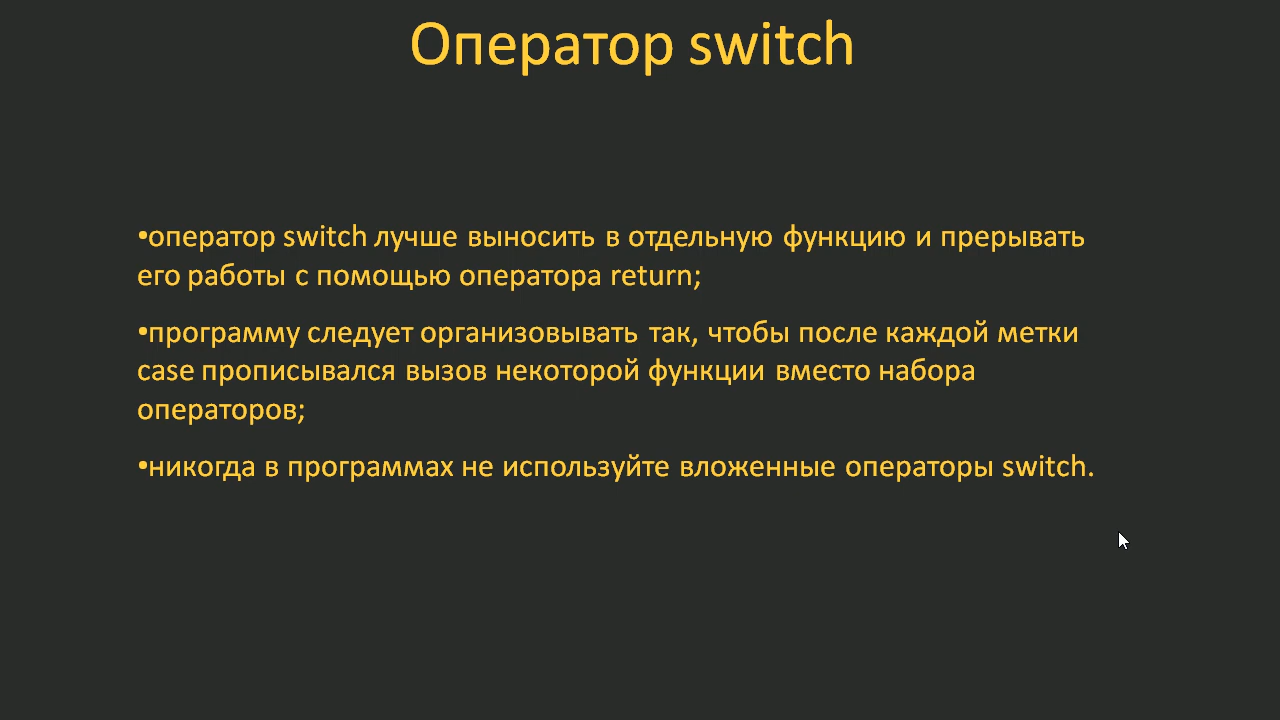 Оператор switch
•оператор switch лучше выносить в отдельную функцию и прерывать
его работы с помощью оператора return;
•программу следует организовывать так, чтобы после каждой метки
case прописывался вызов некоторой функции вместо набора
операторов;
•никогда в программах не используйте вложенные операторы switch.